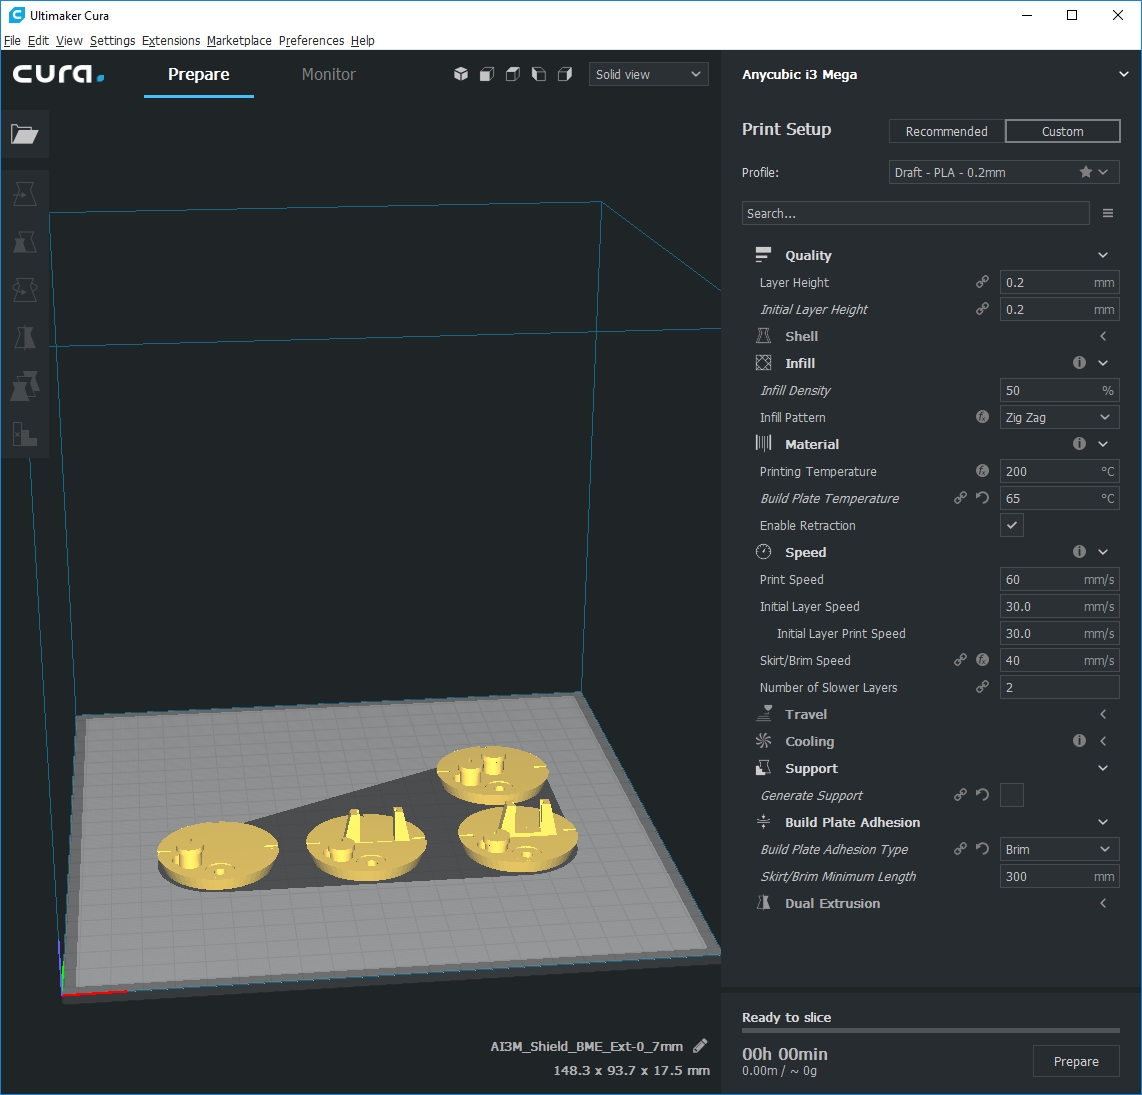 Ultimaker Cura
File Edit View Settings Extensions Marketplace Preferences Help
cura.
Prepare
Monitor
Solid view
Anycubic i3 Mega
Print Setup
Recommended
Custom
Profile:
Draft - PLA - 0.2mm
Search...
Quality
Layer Height 0.2 mm
Initial Layer Height 0.2 mm
Shell
Infill
Infill Density 50 %
Infill Pattern Zig Zag
Material
Printing Temperature 200 °C
Build Plate Temperature 65 °C
Enable Retraction
Speed
Print Speed 60 mm/s
Initial Layer Speed 30.0 mm/s
Initial Layer Print Speed 30.0 mm/s
Skirt/Brim Speed 40 mm/s
Number of Slower Layers 2
Travel
Cooling
Support
Generate Support
Build Plate Adhesion
Build Plate Adhesion Type Brim
Skirt/Brim Minimum Length 300 mm
Dual Extrusion
AI3M_Shield_BME_Ext-0_7mm
148.3 x 93.7 x 17.5 mm
Ready to slice
00h 00min
0.00m / ~ 0g
Prepare